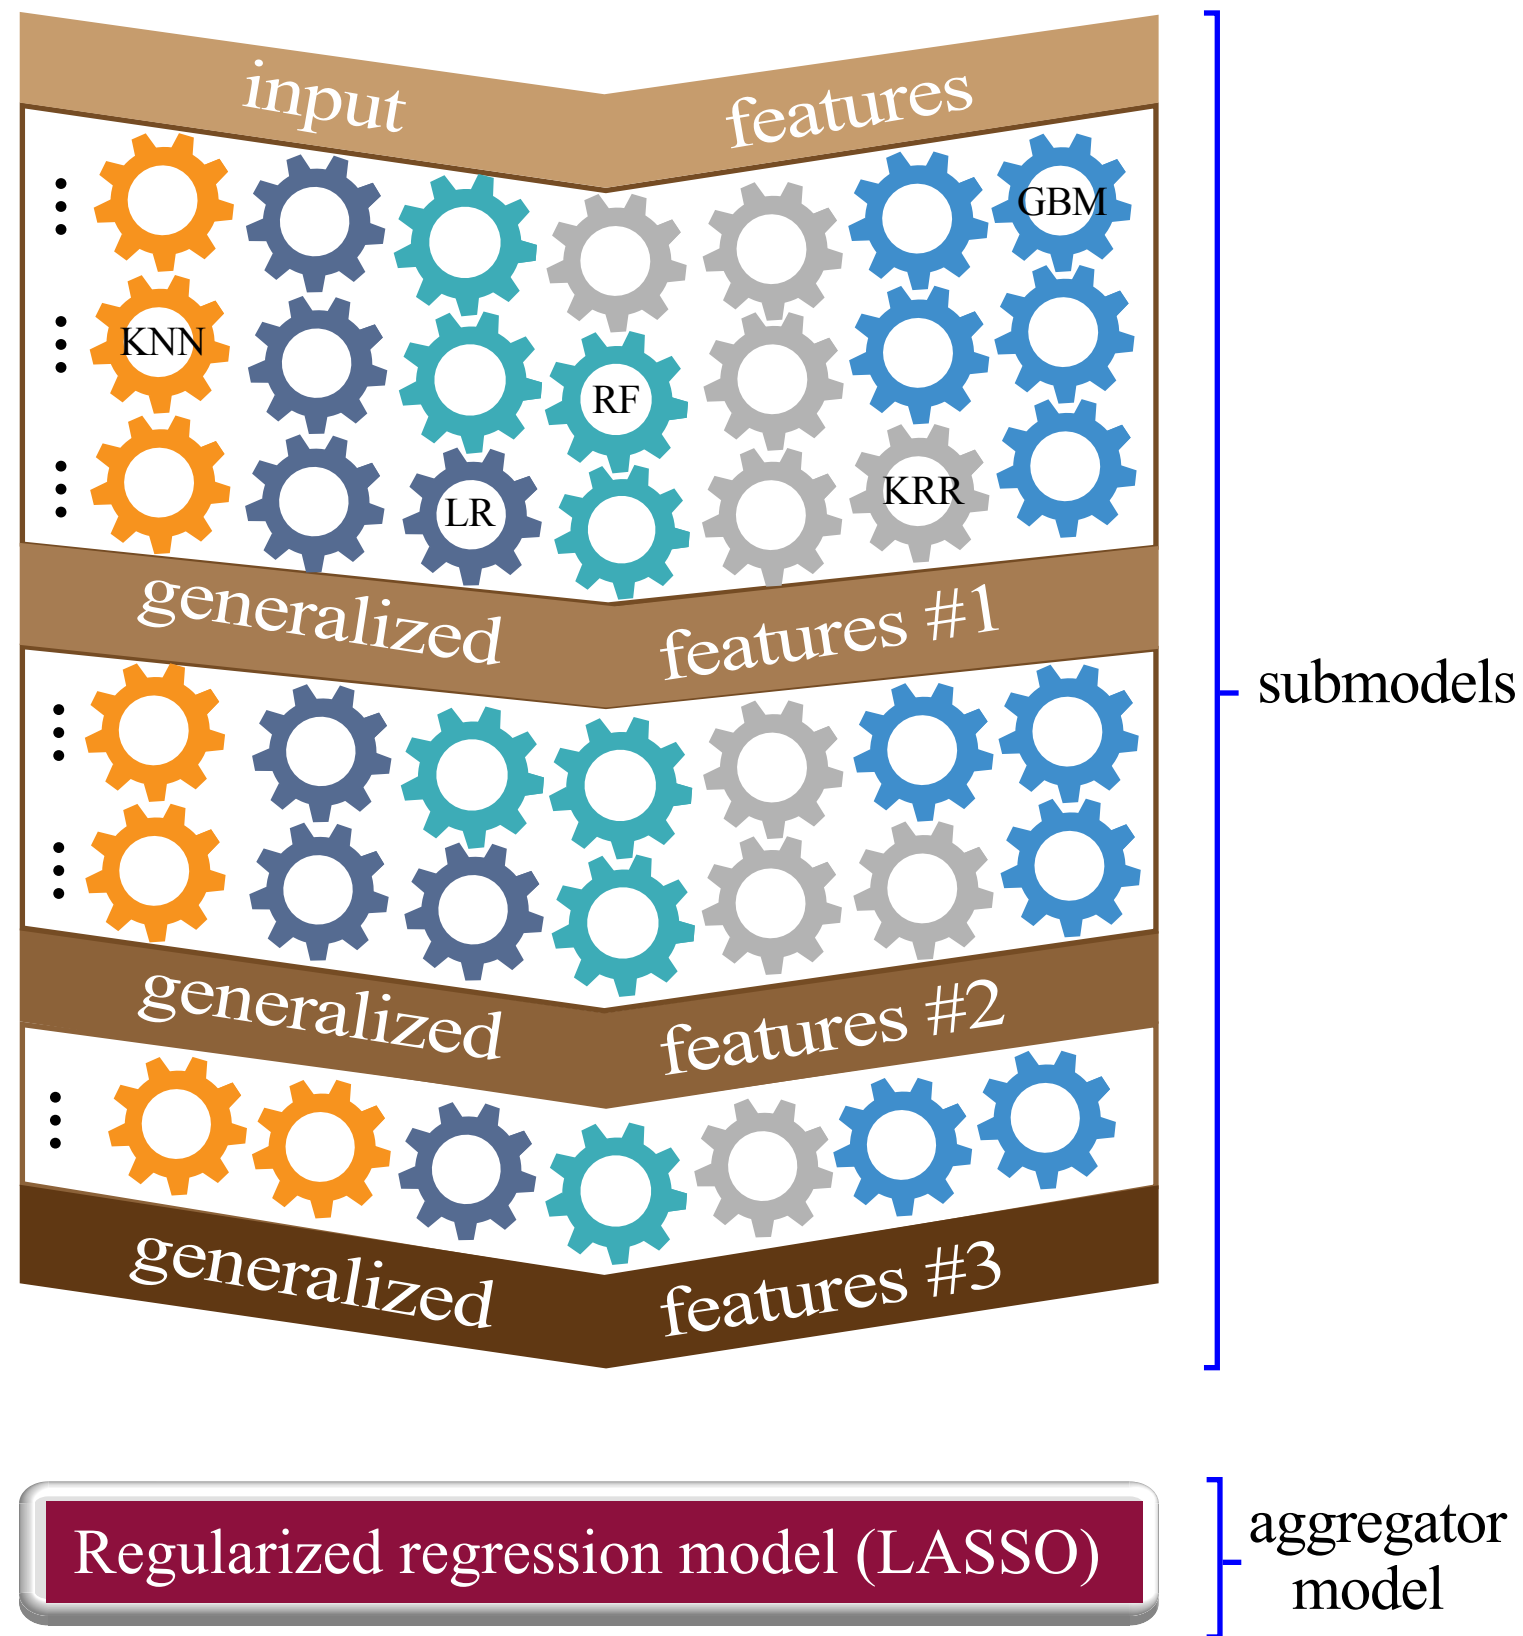 input features
GBM
KNN
RF
KRR
LR
generalized features #1
submodels
generalized features #2
generalized features #3
Regularized regression model (LASSO)
aggregator
model